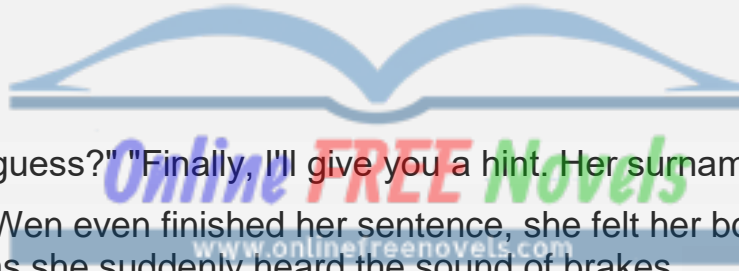 guess?" "Finally, I'll give you a hint. Her surnam
Online FREE Novels
Wen even finished her sentence, she felt her bo
www.onlinefreenovels.com
as she suddenly heard the sound of brakes